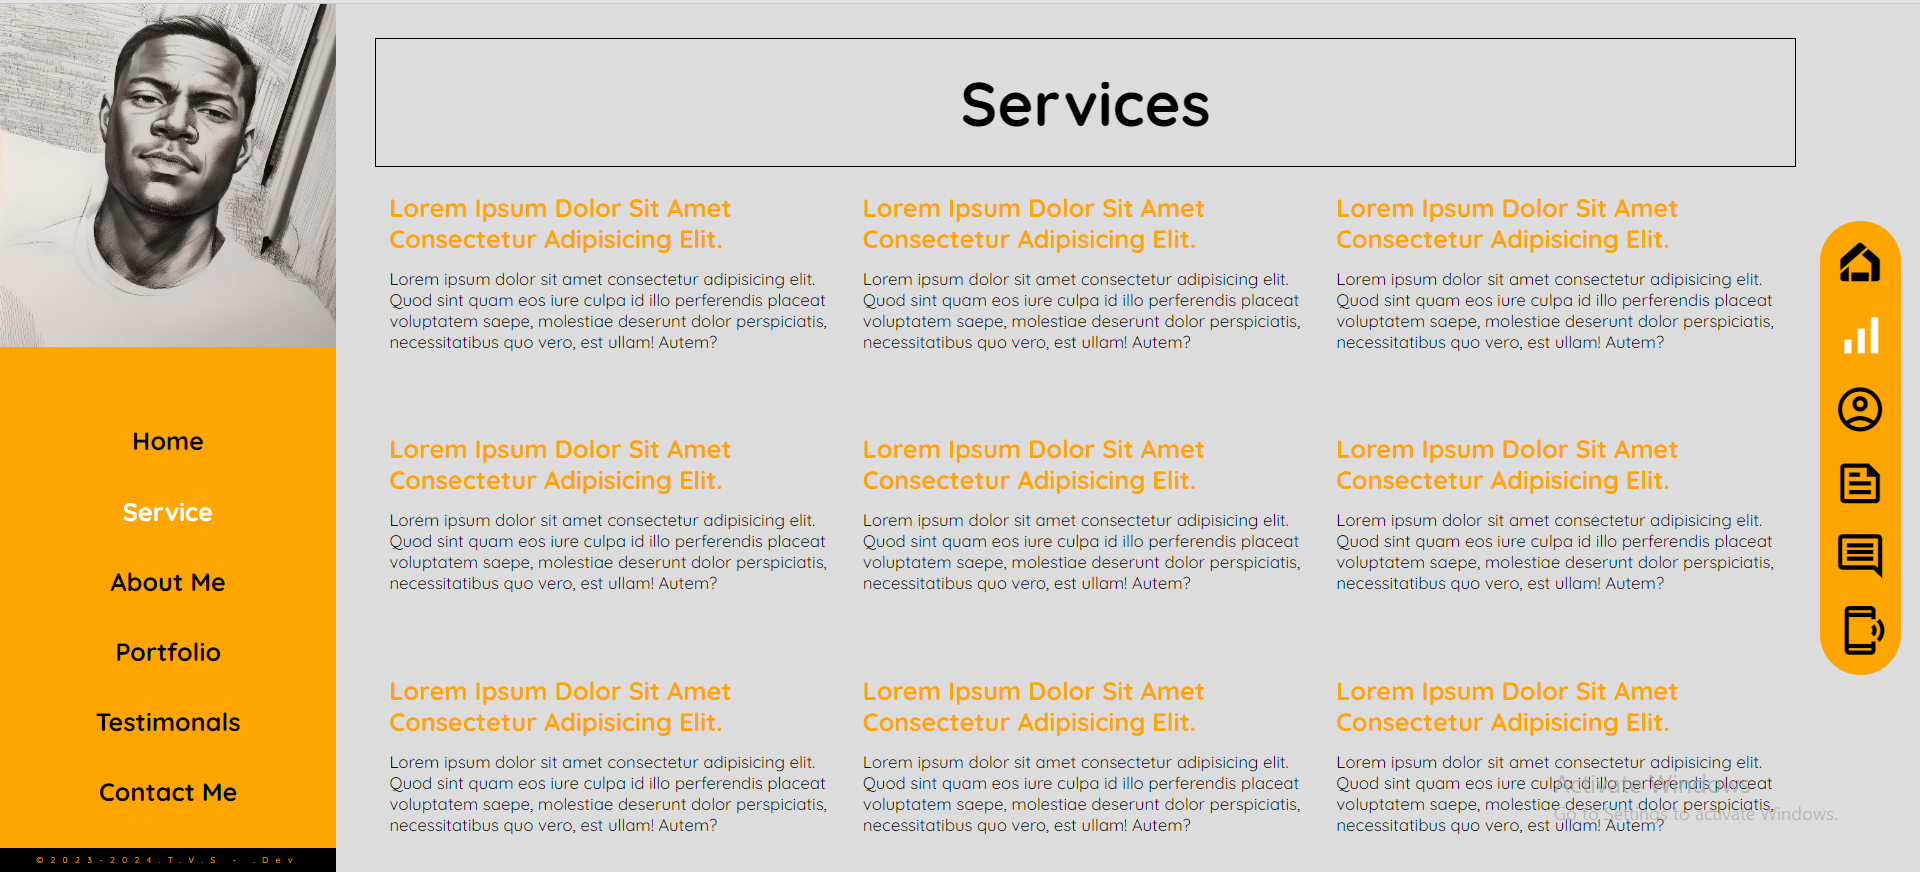 Services
Home
Service
About Me
Portfolio
Testimonals
Contact Me
©2023-2024.T.V.S - .Dev
Lorem Ipsum Dolor Sit Amet
Consectetur Adipisicing Elit.
Lorem ipsum dolor sit amet consectetur adipisicing elit.
Quod sint quam eos iure culpa id illo perferendis placeat
voluptatem saepe, molestiae deserunt dolor perspiciatis,
necessitatibus quo vero, est ullam! Autem?
Lorem Ipsum Dolor Sit Amet
Consectetur Adipisicing Elit.
Lorem ipsum dolor sit amet consectetur adipisicing elit.
Quod sint quam eos iure culpa id illo perferendis placeat
voluptatem saepe, molestiae deserunt dolor perspiciatis,
necessitatibus quo vero, est ullam! Autem?
Lorem Ipsum Dolor Sit Amet
Consectetur Adipisicing Elit.
Lorem ipsum dolor sit amet consectetur adipisicing elit.
Quod sint quam eos iure culpa id illo perferendis placeat
voluptatem saepe, molestiae deserunt dolor perspiciatis,
necessitatibus quo vero, est ullam! Autem?
Lorem Ipsum Dolor Sit Amet
Consectetur Adipisicing Elit.
Lorem ipsum dolor sit amet consectetur adipisicing elit.
Quod sint quam eos iure culpa id illo perferendis placeat
voluptatem saepe, molestiae deserunt dolor perspiciatis,
necessitatibus quo vero, est ullam! Autem?
Lorem Ipsum Dolor Sit Amet
Consectetur Adipisicing Elit.
Lorem ipsum dolor sit amet consectetur adipisicing elit.
Quod sint quam eos iure culpa id illo perferendis placeat
voluptatem saepe, molestiae deserunt dolor perspiciatis,
necessitatibus quo vero, est ullam! Autem?
Lorem Ipsum Dolor Sit Amet
Consectetur Adipisicing Elit.
Lorem ipsum dolor sit amet consectetur adipisicing elit.
Quod sint quam eos iure culpa id illo perferendis placeat
voluptatem saepe, molestiae deserunt dolor perspiciatis,
necessitatibus quo vero, est ullam! Autem?
Lorem Ipsum Dolor Sit Amet
Consectetur Adipisicing Elit.
Lorem ipsum dolor sit amet consectetur adipisicing elit.
Quod sint quam eos iure culpa id illo perferendis placeat
voluptatem saepe, molestiae deserunt dolor perspiciatis,
necessitatibus quo vero, est ullam! Autem?
Lorem Ipsum Dolor Sit Amet
Consectetur Adipisicing Elit.
Lorem ipsum dolor sit amet consectetur adipisicing elit.
Quod sint quam eos iure culpa id illo perferendis placeat
voluptatem saepe, molestiae deserunt dolor perspiciatis,
necessitatibus quo vero, est ullam! Autem?
Lorem Ipsum Dolor Sit Amet
Consectetur Adipisicing Elit.
Lorem ipsum dolor sit amet consectetur adipisicing elit.
Quod sint quam eos iure culpa id illo perferendis placeat
voluptatem saepe, molestiae deserunt dolor perspiciatis,
necessitatibus quo vero, est ullam! Autem?
Activate Windows
Go to Settings to activate Windows.